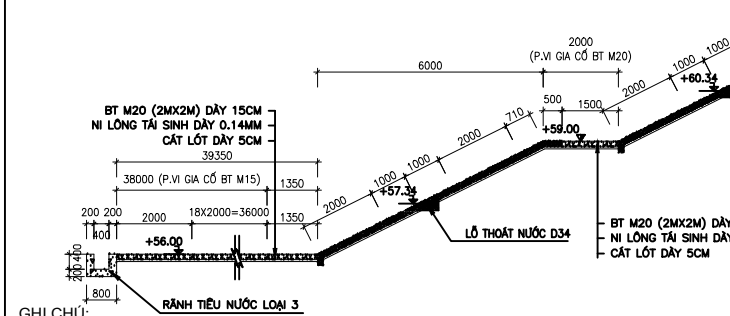 2000
(P.VI GIA CỐ BT M20)
6000
1000
1000
2000
+60.34
500
1500
+59.00
710
2000
1000
1000
2000
+57.34
BT M20 (2MX2M) DÀY 15CM
NI LÔNG TÁI SINH DÀY 0.14MM
CÁT LÓT DÀY 5CM
39350
38000 (P.VI GIA CỐ BT M15)
1350
200
200
2000
18X2000=36000
1350
400
+56.00
400
200
800
RÃNH TIÊU NƯỚC LOẠI 3
LỖ THOÁT NƯỚC D34
BT M20 (2MX2M) DÀY
NI LÔNG TÁI SINH DÀY
CÁT LÓT DÀY 5CM
GHI CHÚ: